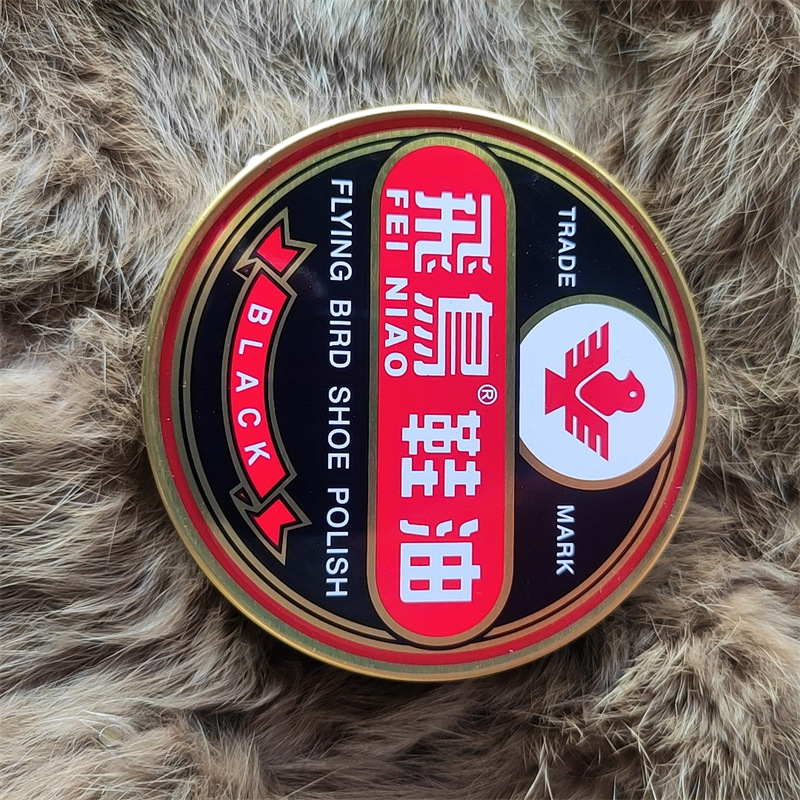 TRADE MARK
飛鳥® 鞋油
FEI NIAO
FLYING BIRD SHOE POLISH
BLACK